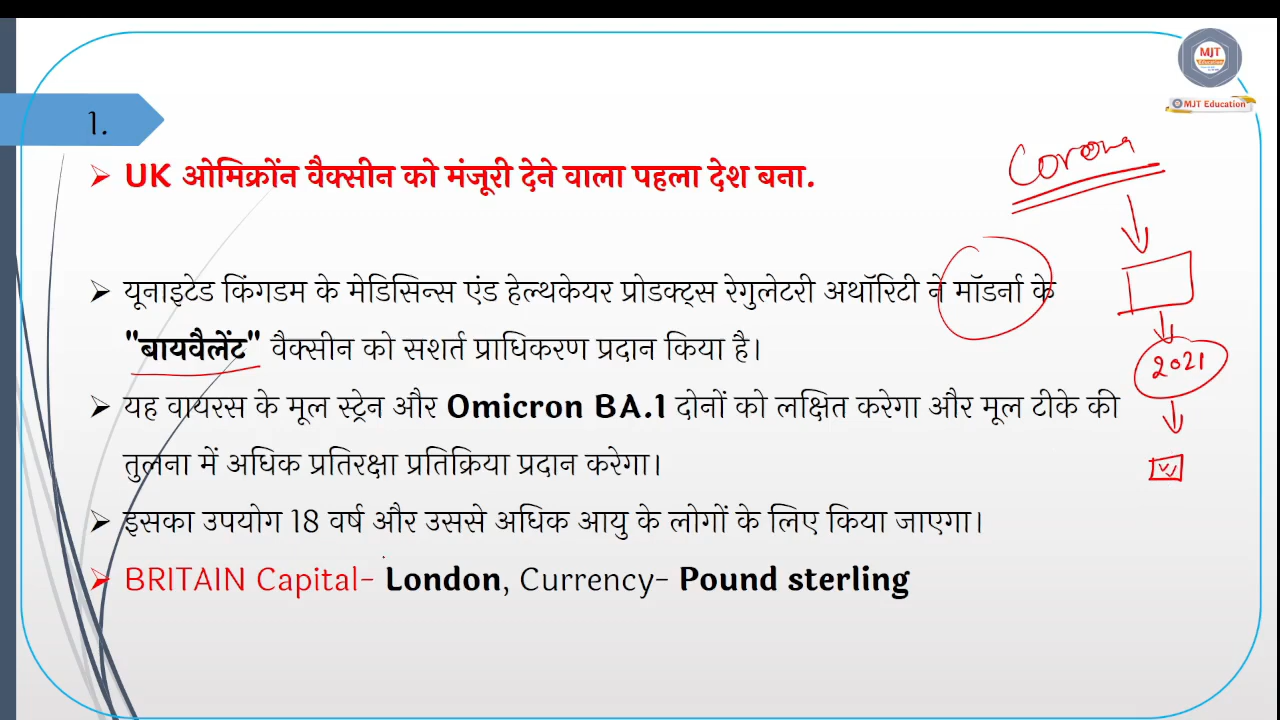 MJT
Education
MJT Education
1.
Corona
UK ओमिक्रोंन वैक्सीन को मंजूरी देने वाला पहला देश बना.
यूनाइटेड किंगडम के मेडिसिन्स एंड हेल्थकेयर प्रोडक्ट्स रेगुलेटरी अथॉरिटी ने मॉडर्ना के
"बायवैलेंट" वैक्सीन को सशर्त प्राधिकरण प्रदान किया है।
2021
यह वायरस के मूल स्ट्रेन और Omicron BA.1 दोनों को लक्षित करेगा और मूल टीके की
तुलना में अधिक प्रतिरक्षा प्रतिक्रिया प्रदान करेगा।
इसका उपयोग 18 वर्ष और उससे अधिक आयु के लोगों के लिए किया जाएगा।
BRITAIN Capital- London, Currency- Pound sterling